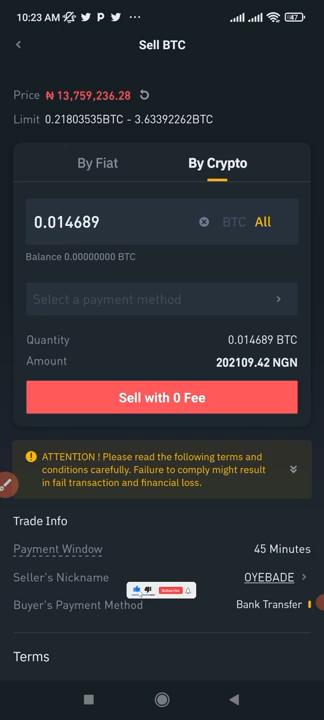 10:23 AM
47
Sell BTC
Price ₦ 13,759,236.28
Limit 0.21803535BTC - 3.63392262BTC
By Fiat By Crypto
0.014689 BTC All
Balance 0.00000000 BTC
Select a payment method
Quantity 0.014689 BTC
Amount 202109.42 NGN
Sell with 0 Fee
ATTENTION ! Please read the following terms and
conditions carefully. Failure to comply might result
in fail transaction and financial loss.
Trade Info
Payment Window 45 Minutes
Seller's Nickname OYEBADE
Buyer's Payment Method Bank Transfer
Terms